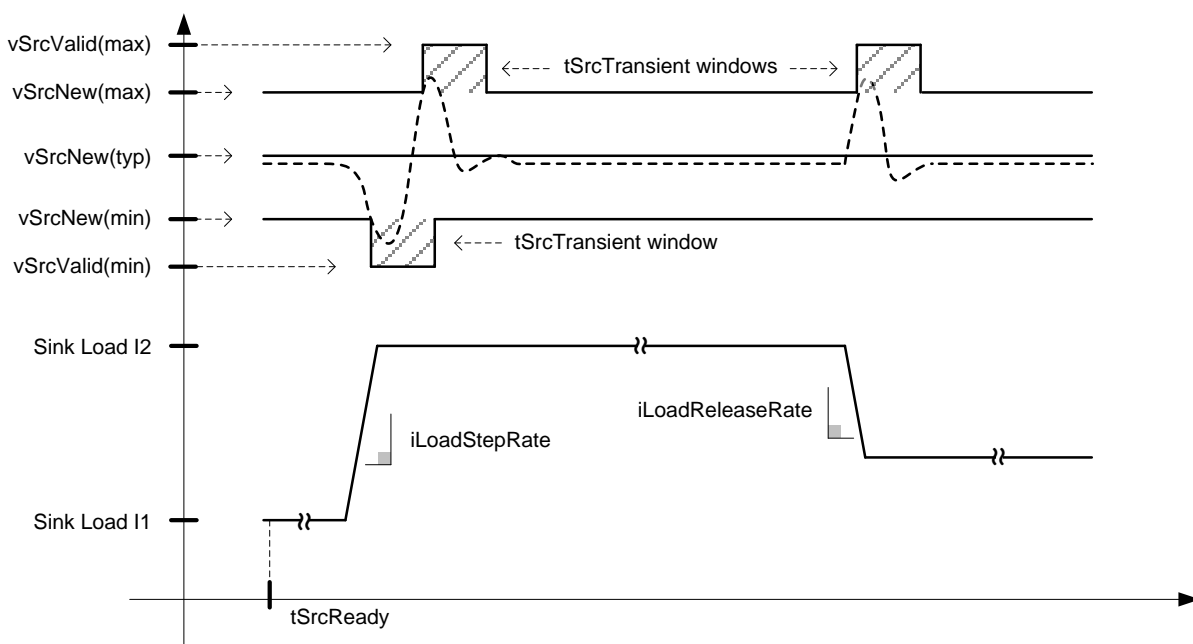 vSrcValid(max)
tSrcTransient windows
vSrcNew(max)
vSrcNew(typ)
vSrcNew(min)
tSrcTransient window
vSrcValid(min)
Sink Load I2
iLoadReleaseRate
iLoadStepRate
Sink Load I1
tSrcReady